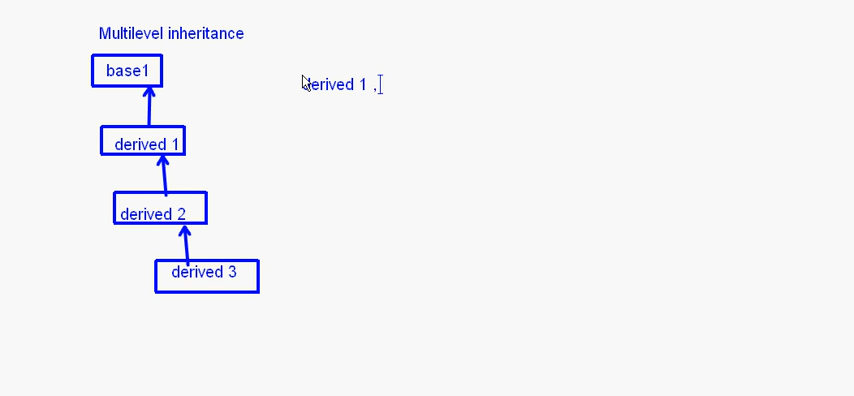 Multilevel inheritance
base1
derived 1 ,
derived 1
derived 2
derived 3